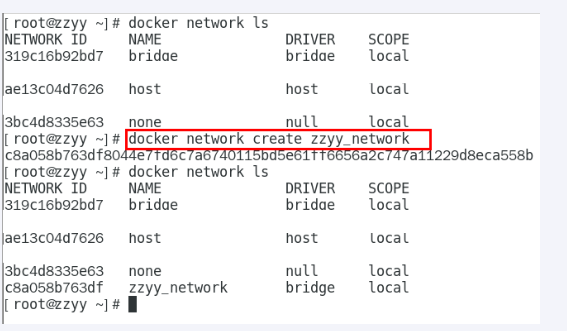 [root@zzyy ~]# docker network ls
NETWORK ID     NAME               DRIVER    SCOPE
319c16b92bd7   bridge             bridge    local
ae13c04d7626   host               host      local
3bc4d8335e63   none               null      local
[root@zzyy ~]# docker network create zzyy_network
c8a058b763df8044e7fd6c7a6740115bd5e61ff6656a2c747a11229d8eca558b
[root@zzyy ~]# docker network ls
NETWORK ID     NAME               DRIVER    SCOPE
319c16b92bd7   bridge             bridge    local
ae13c04d7626   host               host      local
3bc4d8335e63   none               null      local
c8a058b763df   zzyy_network       bridge    local
[root@zzyy ~]#